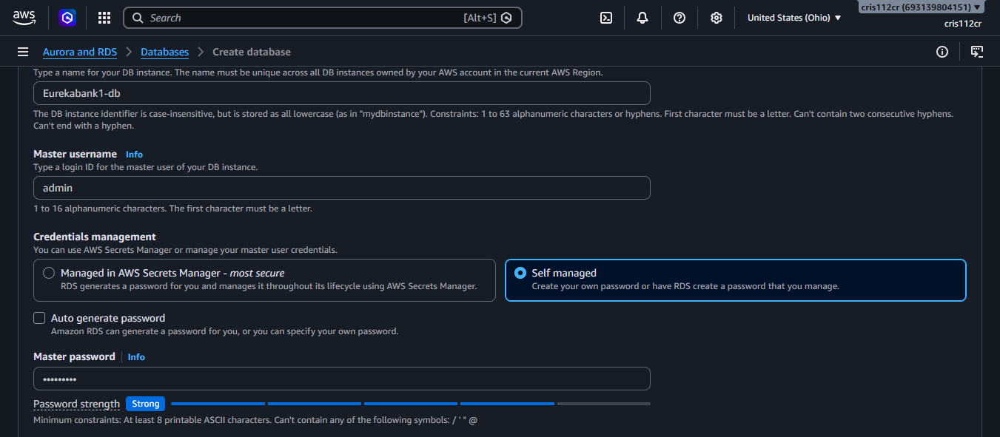 aws
Search [Alt+S]
United States (Ohio)
cris112cr (693139804151)
cris112cr
Aurora and RDS
Databases
Create database
Type a name for your DB instance. The name must be unique across all DB instances owned by your AWS account in the current AWS Region.
Eurekabank1-db
The DB instance identifier is case-insensitive, but is stored as all lowercase (as in "mydbinstance"). Constraints: 1 to 63 alphanumeric characters or hyphens. First character must be a letter. Can't contain two consecutive hyphens.
Can't end with a hyphen.
Master username Info
Type a login ID for the master user of your DB instance.
admin
1 to 16 alphanumeric characters. The first character must be a letter.
Credentials management
You can use AWS Secrets Manager or manage your master user credentials.
Managed in AWS Secrets Manager - most secure
RDS generates a password for you and manages it throughout its lifecycle using AWS Secrets Manager.
Self managed
Create your own password or have RDS create a password that you manage.
Auto generate password
Amazon RDS can generate a password for you, or you can specify your own password.
Master password Info
•••••••••
Password strength Strong
Minimum constraints: At least 8 printable ASCII characters. Can't contain any of the following symbols: / ' " @